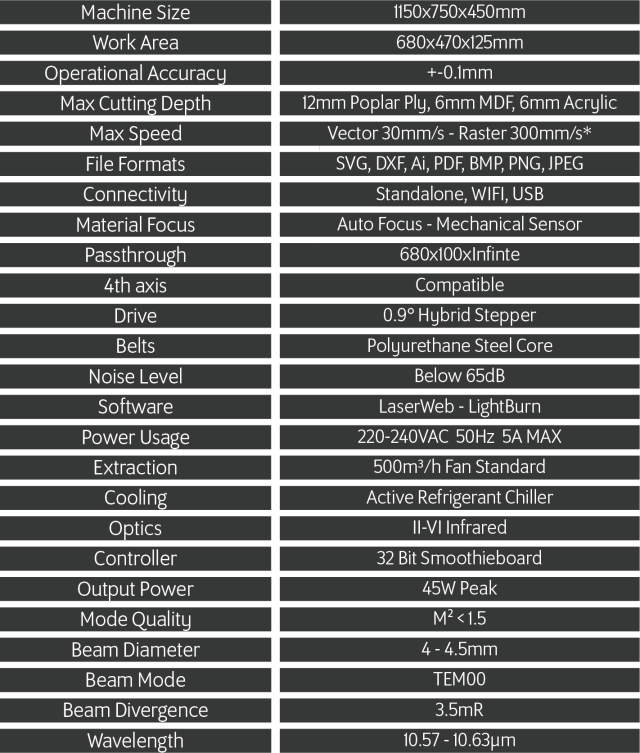 Machine Size 1150x750x450mm
Work Area 680x470x125mm
Operational Accuracy +-0.1mm
Max Cutting Depth 12mm Poplar Ply, 6mm MDF, 6mm Acrylic
Max Speed Vector 30mm/s - Raster 300mm/s*
File Formats SVG, DXF, Ai, PDF, BMP, PNG, JPEG
Connectivity Standalone, WIFI, USB
Material Focus Auto Focus - Mechanical Sensor
Passthrough 680x100xInfinte
4th axis Compatible
Drive 0.9° Hybrid Stepper
Belts Polyurethane Steel Core
Noise Level Below 65dB
Software LaserWeb - LightBurn
Power Usage 220-240VAC 50Hz 5A MAX
Extraction 500m³/h Fan Standard
Cooling Active Refrigerant Chiller
Optics II-VI Infrared
Controller 32 Bit Smoothieboard
Output Power 45W Peak
Mode Quality M² < 1.5
Beam Diameter 4 - 4.5mm
Beam Mode TEM00
Beam Divergence 3.5mR
Wavelength 10.57 - 10.63µm